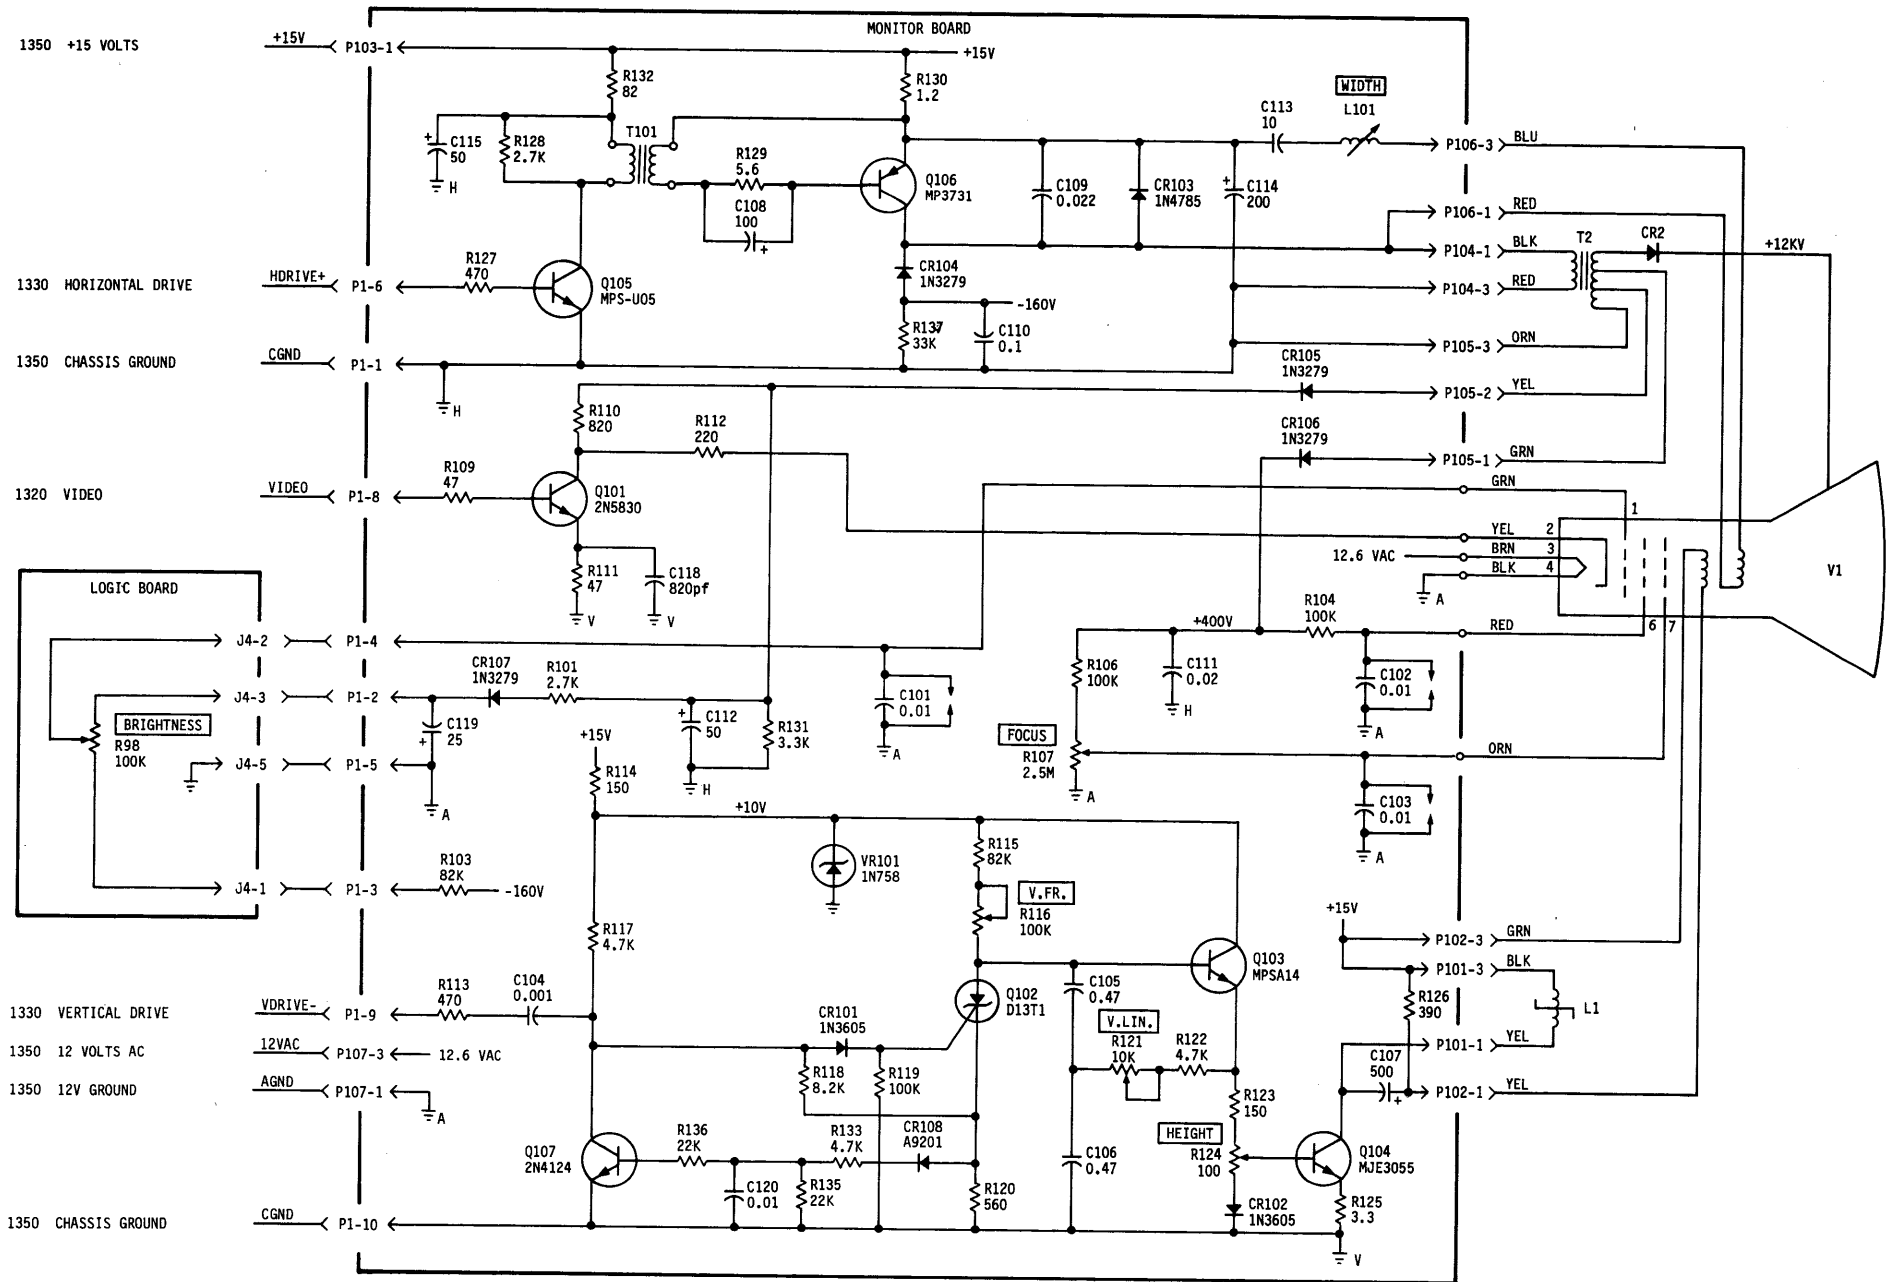 MONITOR BOARD
1350 +15 VOLTS
+15V
P103-1
+15V
R132
82
R130
1.2
WIDTH
L101
C113
10
P106-3
BLU
C115
50
H
R128
2.7K
T101
R129
5.6
C108
100
Q106
MP3731
C109
0.022
CR103
1N4785
C114
200
P106-1
RED
P104-1
BLK
T2
CR2
+12KV
1330 HORIZONTAL DRIVE
HDRIVE+
P1-6
R127
470
Q105
MPS-U05
CR104
1N3279
-160V
R137
33K
C110
0.1
P104-3
RED
P105-3
ORN
1350 CHASSIS GROUND
CGND
P1-1
H
CR105
1N3279
P105-2
YEL
R110
820
R112
220
CR106
1N3279
P105-1
GRN
1320 VIDEO
VIDEO
P1-8
R109
47
Q101
2N5830
GRN
1
YEL
2
12.6 VAC
BRN
3
BLK
4
A
V1
R111
47
V
C118
820pf
V
LOGIC BOARD
J4-2
P1-4
+400V
R104
100K
RED
6
7
J4-3
P1-2
CR107
1N3279
R101
2.7K
C101
0.01
A
R106
100K
C111
0.02
H
C102
0.01
A
BRIGHTNESS
R98
100K
C119
25
C112
50
R131
3.3K
H
J4-5
P1-5
A
FOCUS
R107
2.5M
A
ORN
C103
0.01
A
+15V
R114
150
+10V
R115
82K
VR101
1N758
V.FR.
R116
100K
J4-1
P1-3
R103
82K
-160V
R117
4.7K
Q103
MPSA14
+15V
P102-3
GRN
P101-3
BLK
R126
390
L1
1330 VERTICAL DRIVE
VDRIVE-
P1-9
R113
470
C104
0.001
CR101
1N3605
Q102
D13T1
C105
0.47
V.LIN.
R121
10K
R122
4.7K
P101-1
YEL
1350 12 VOLTS AC
12VAC
P107-3
12.6 VAC
R118
8.2K
R119
100K
C107
500
P102-1
YEL
1350 12V GROUND
AGND
P107-1
A
R123
150
HEIGHT
R124
100
Q107
2N4124
R136
22K
R133
4.7K
CR108
A9201
C106
0.47
Q104
MJE3055
C120
0.01
R135
22K
R120
560
CR102
1N3605
R125
3.3
1350 CHASSIS GROUND
CGND
P1-10
V